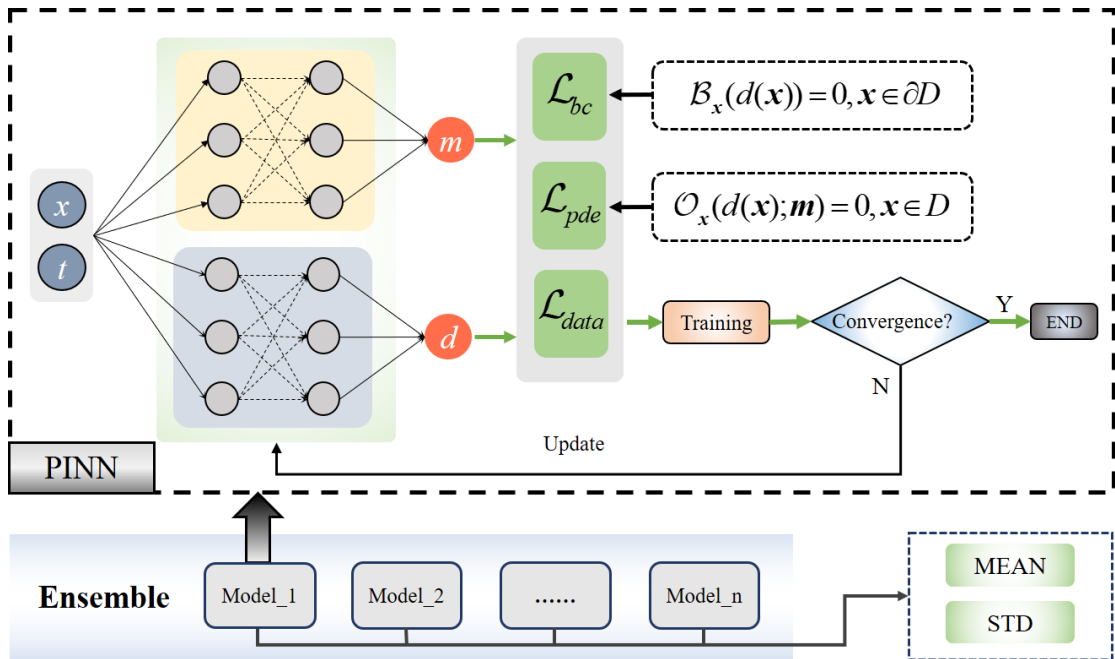 x
t
m
d
ℒ_bc
ℒ_pde
ℒ_data
ℬ_𝒙(d(𝒙)) = 0, 𝒙 ∈ ∂D
𝒪_𝒙(d(𝒙); 𝒎) = 0, 𝒙 ∈ D
Training
Convergence?
Y
END
N
Update
PINN
Ensemble
Model_1
Model_2
......
Model_n
MEAN
STD